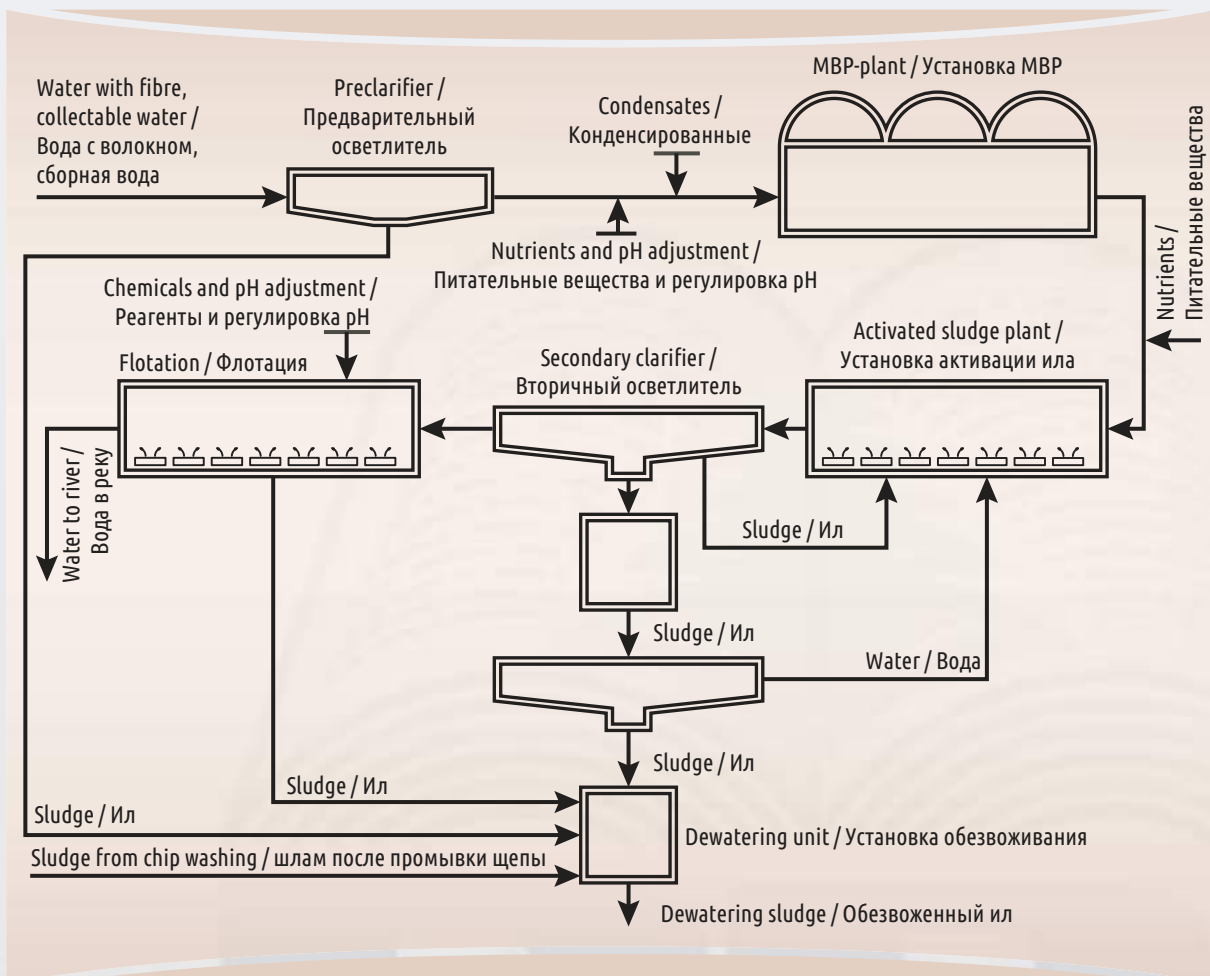 Water with fibre,
collectable water /
Вода с волокном,
сборная вода
Preclarifier /
Предварительный
осветлитель
Condensates /
Конденсированные
MBP-plant / Установка МВР
Nutrients and pH adjustment /
Питательные вещества и регулировка pH
Nutrients /
Питательные вещества
Chemicals and pH adjustment /
Реагенты и регулировка pH
Flotation / Флотация
Secondary clarifier /
Вторичный осветлитель
Activated sludge plant /
Установка активации ила
Water to river /
Вода в реку
Sludge / Ил
Sludge / Ил
Water / Вода
Sludge / Ил
Sludge / Ил
Sludge / Ил
Dewatering unit / Установка обезвоживания
Sludge from chip washing / шлам после промывки щепы
Dewatering sludge / Обезвоженный ил